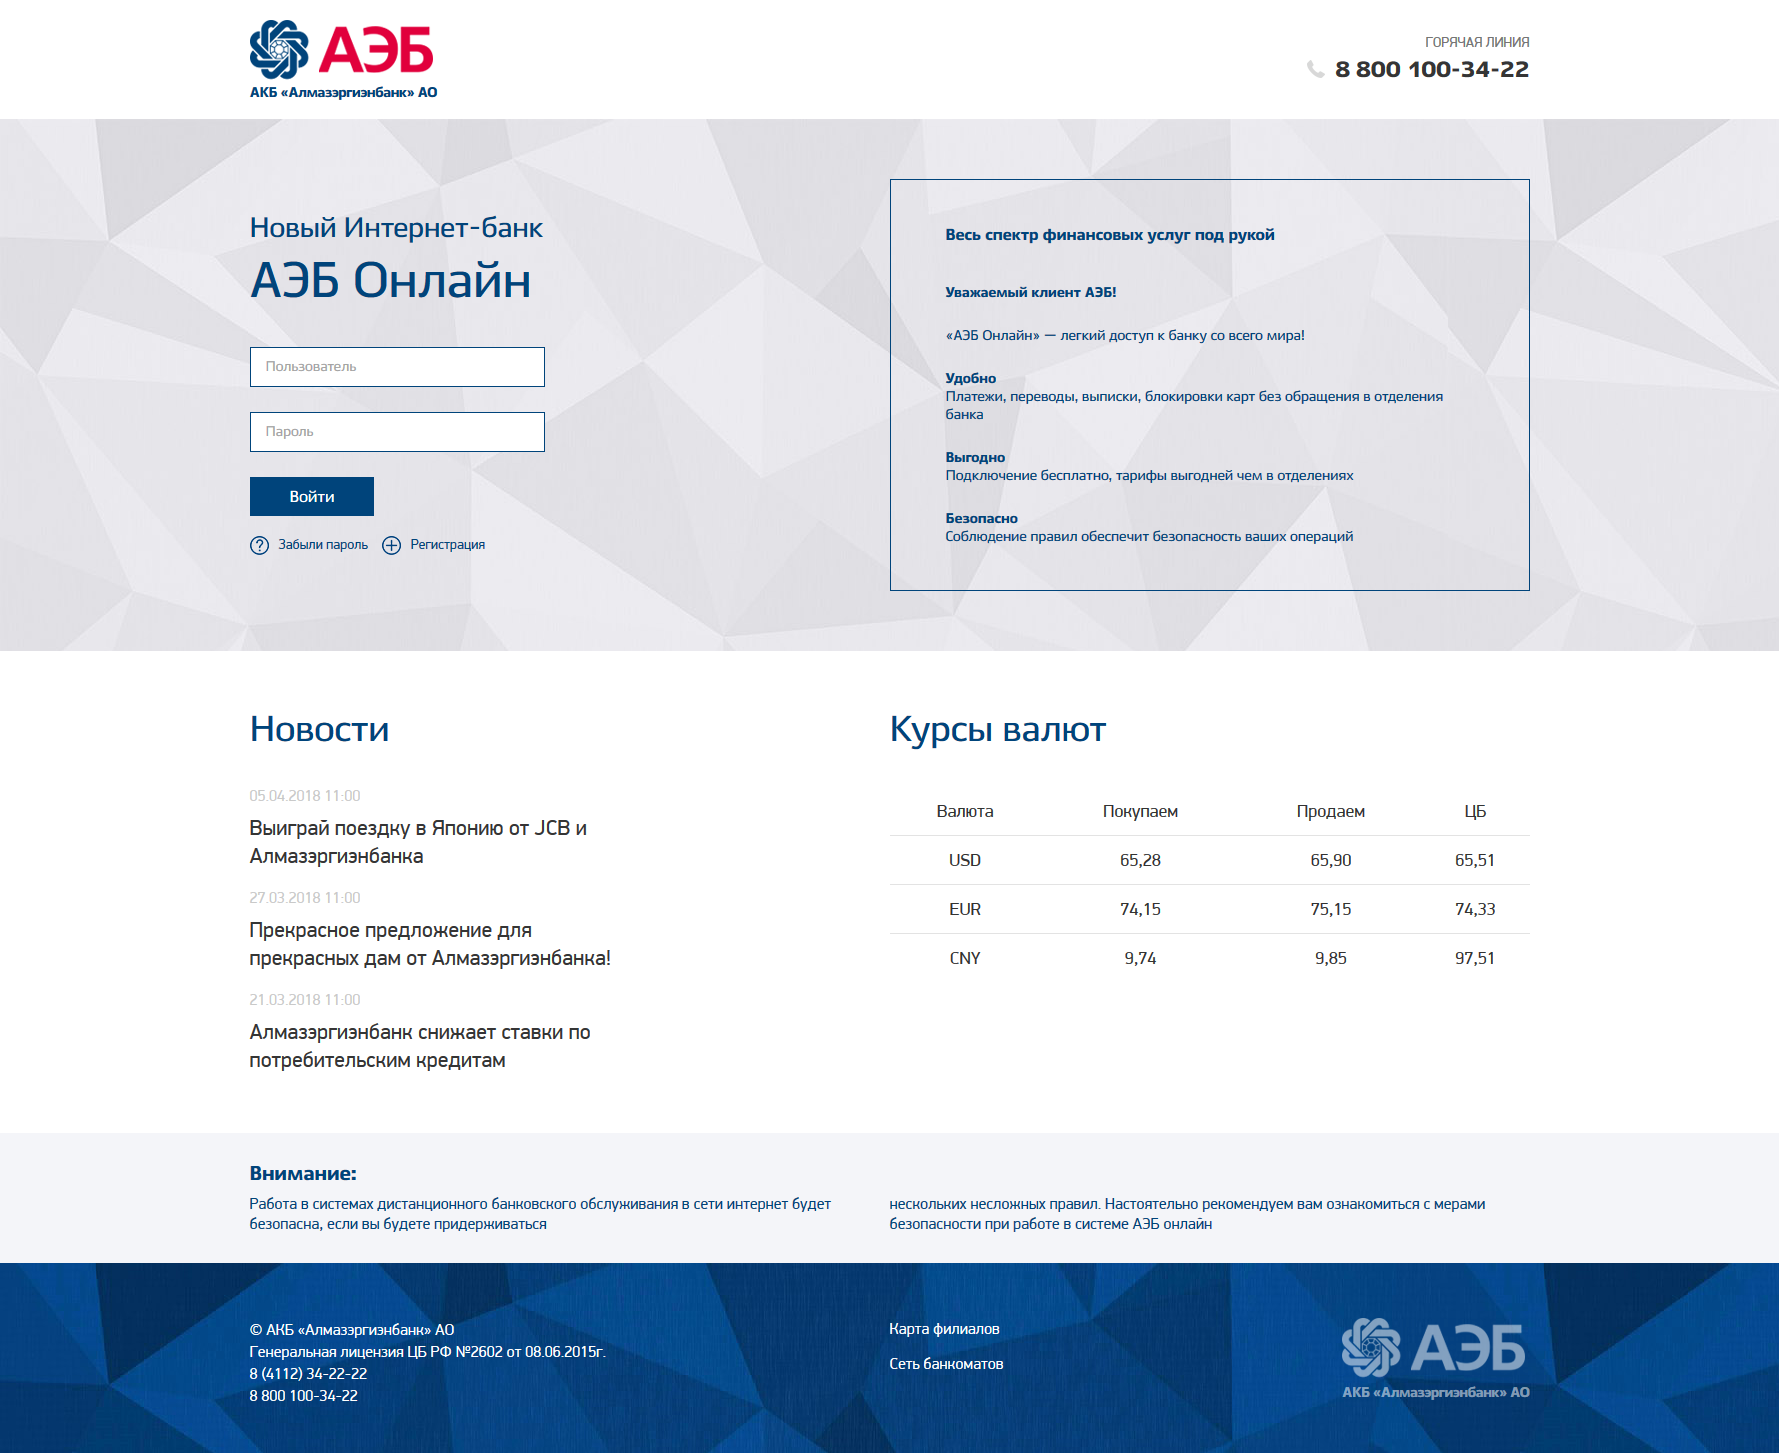 АЭБ
АКБ «Алмазэргиэнбанк» АО
ГОРЯЧАЯ ЛИНИЯ
8 800 100-34-22
Новый Интернет-банк
АЭБ Онлайн
Пользователь
Пароль
Войти
Забыли пароль
Регистрация
Весь спектр финансовых услуг под рукой
Уважаемый клиент АЭБ!
«АЭБ Онлайн» — легкий доступ к банку со всего мира!
Удобно
Платежи, переводы, выписки, блокировки карт без обращения в отделения
банка
Выгодно
Подключение бесплатно, тарифы выгодней чем в отделениях
Безопасно
Соблюдение правил обеспечит безопасность ваших операций
Новости
05.04.2018 11:00
Выиграй поездку в Японию от JCB и
Алмазэргиэнбанка
27.03.2018 11:00
Прекрасное предложение для
прекрасных дам от Алмазэргиэнбанка!
21.03.2018 11:00
Алмазэргиэнбанк снижает ставки по
потребительским кредитам
Курсы валют
Валюта Покупаем Продаем ЦБ
USD 65,28 65,90 65,51
EUR 74,15 75,15 74,33
CNY 9,74 9,85 97,51
Внимание:
Работа в системах дистанционного банковского обслуживания в сети интернет будет
безопасна, если вы будете придерживаться
нескольких несложных правил. Настоятельно рекомендуем вам ознакомиться с мерами
безопасности при работе в системе АЭБ онлайн
© АКБ «Алмазэргиэнбанк» АО
Генеральная лицензия ЦБ РФ №2602 от 08.06.2015г.
8 (4112) 34-22-22
8 800 100-34-22
Карта филиалов
Сеть банкоматов
АЭБ
АКБ «Алмазэргиэнбанк» АО